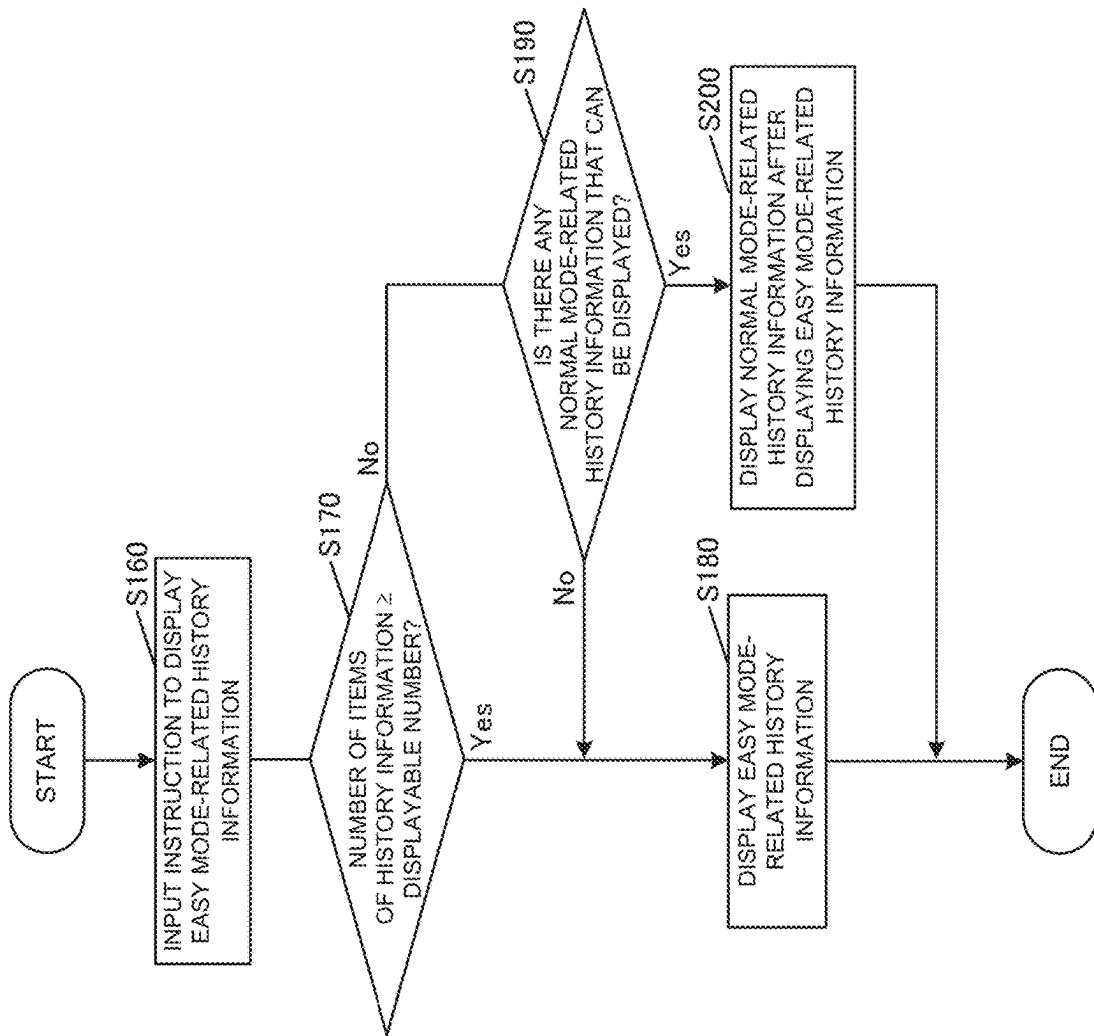 START
S160
INPUT INSTRUCTION TO DISPLAY
EASY MODE-RELATED HISTORY
INFORMATION
S170
NUMBER OF ITEMS
OF HISTORY INFORMATION ≥
DISPLAYABLE NUMBER?
No
Yes
S190
IS THERE ANY
NORMAL MODE-RELATED
HISTORY INFORMATION THAT CAN
BE DISPLAYED?
No
Yes
S180
DISPLAY EASY MODE-
RELATED HISTORY
INFORMATION
S200
DISPLAY NORMAL MODE-RELATED
HISTORY INFORMATION AFTER
DISPLAYING EASY MODE-RELATED
HISTORY INFORMATION
END